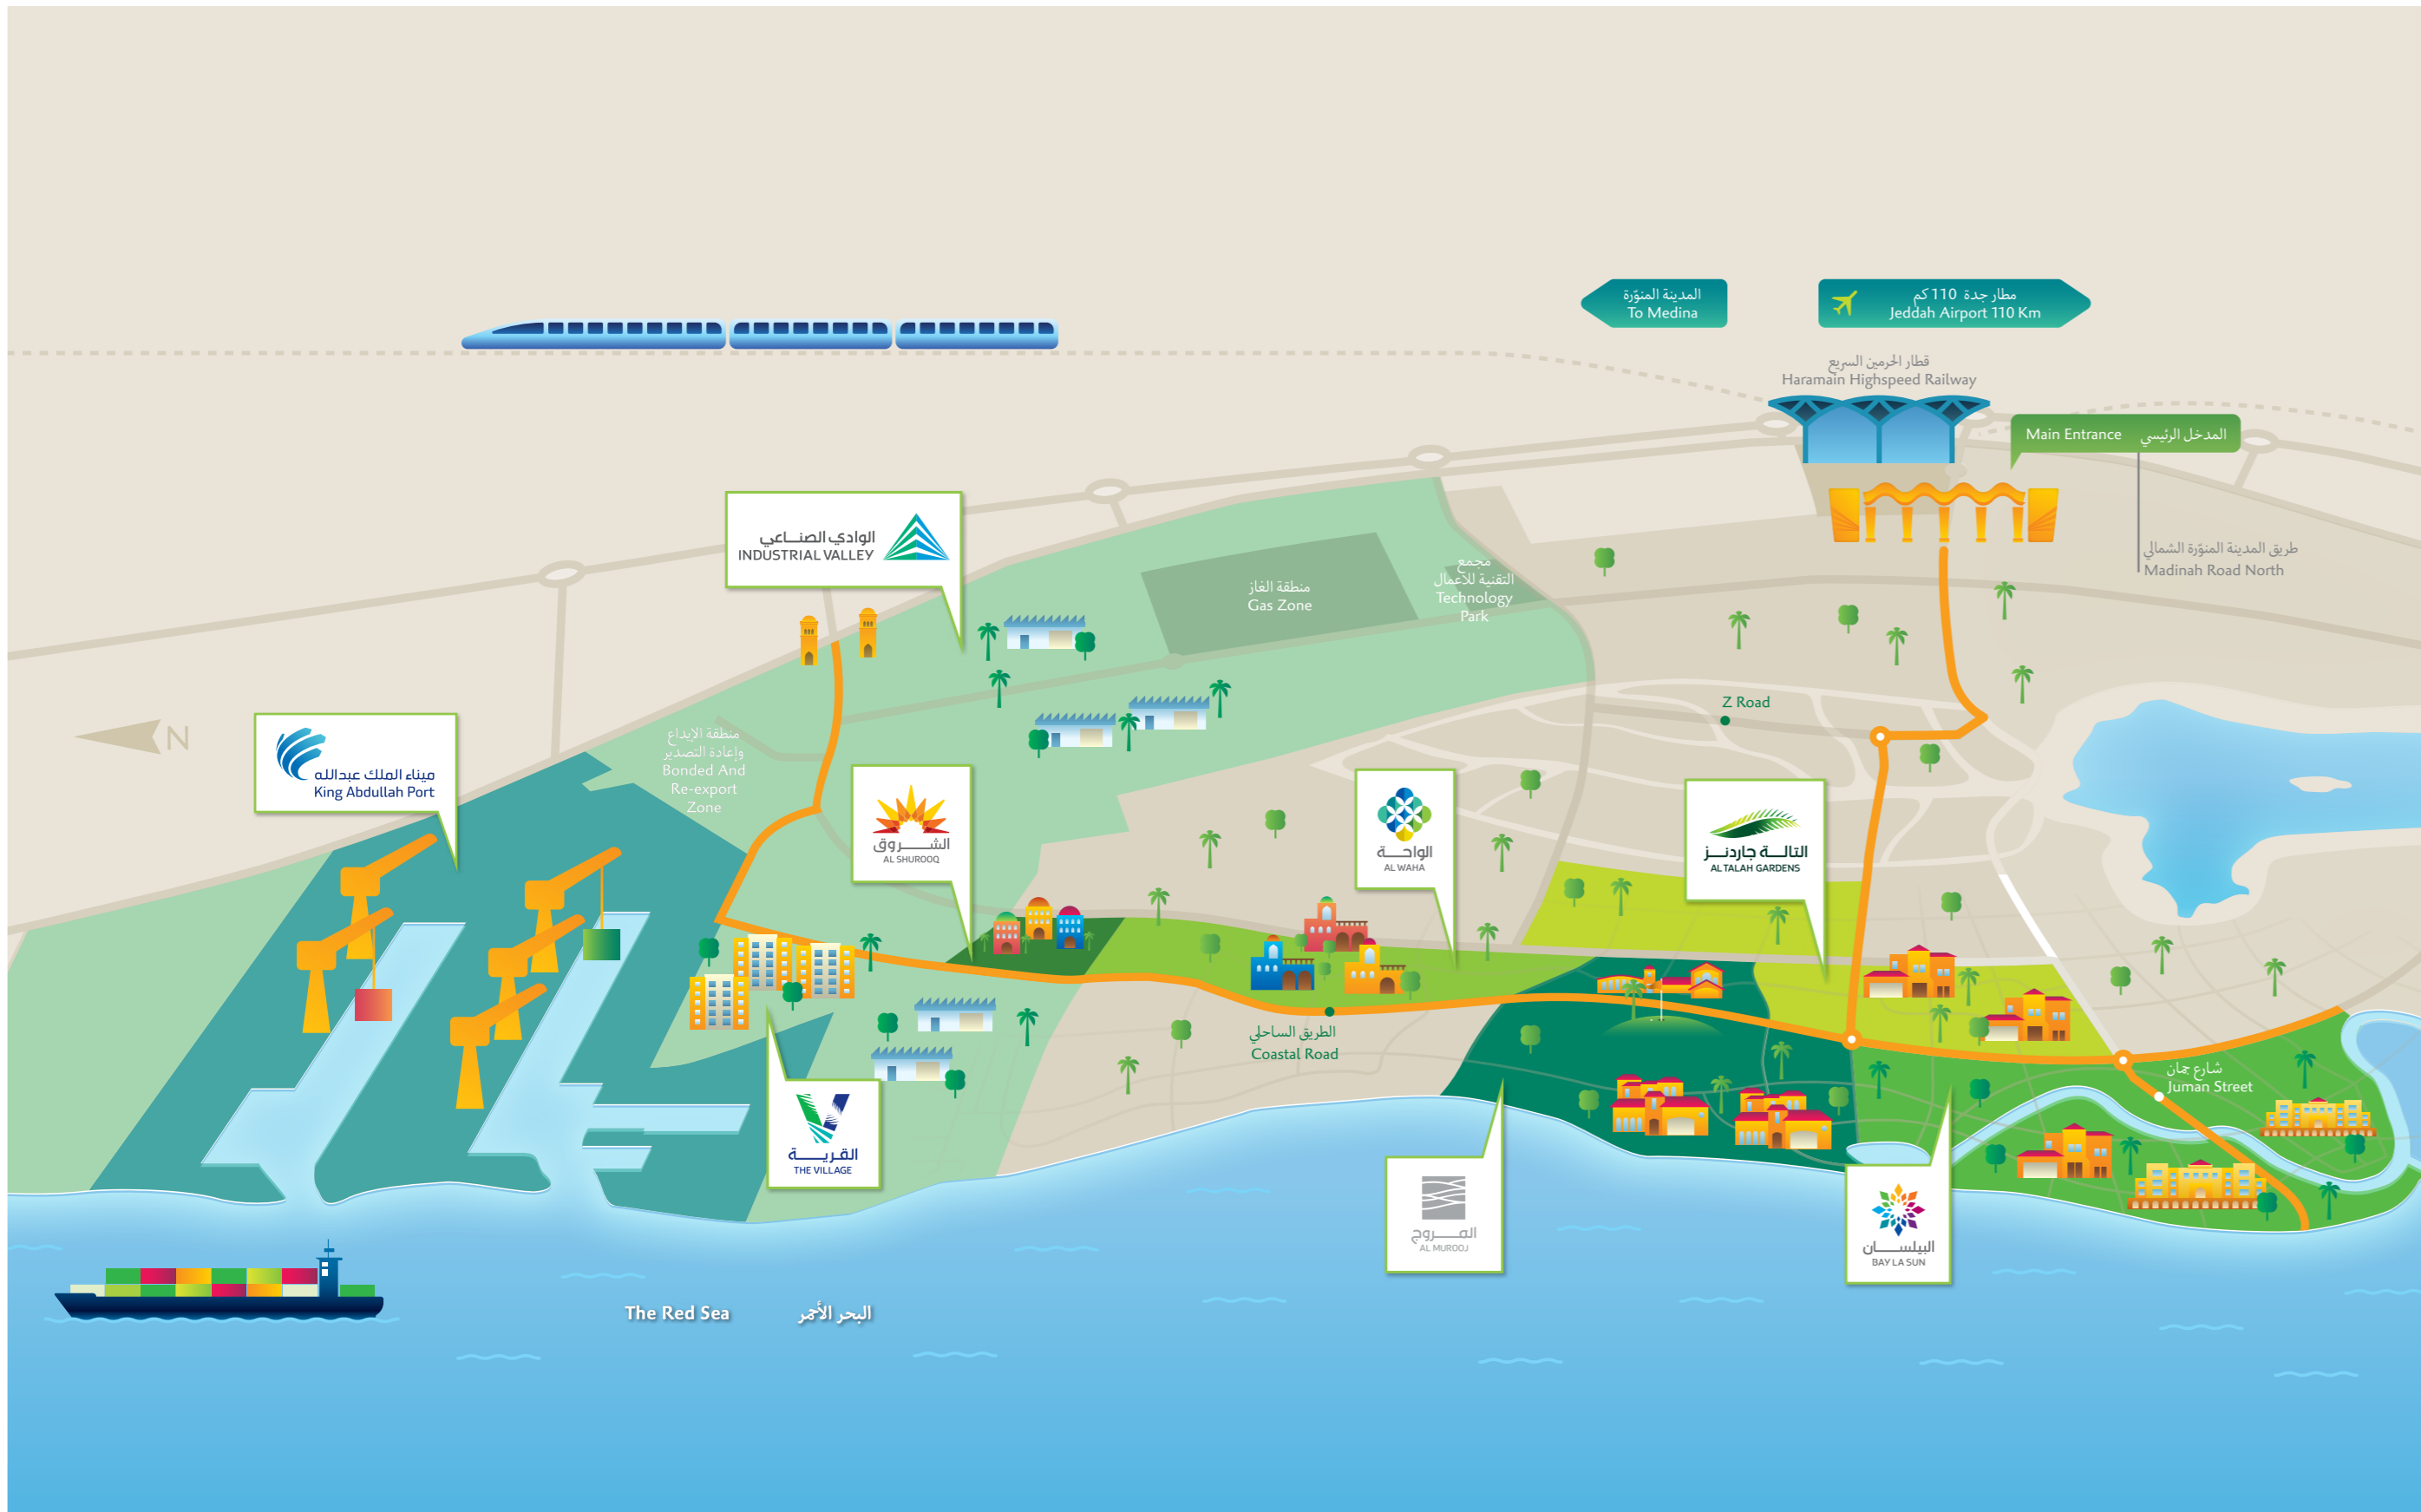 المدينة المنوّرة
To Medina
مطار جدة 110 كم
Jeddah Airport 110 Km
قطار الحرمين السريع
Haramain Highspeed Railway
Main Entrance المدخل الرئيسي
طريق المدينة المنوّرة الشمالي
Madinah Road North
الوادي الصناعي
INDUSTRIAL VALLEY
منطقة الغاز
Gas Zone
مجمع
التقنية للأعمال
Technology
Park
Z Road
N
ميناء الملك عبدالله
King Abdullah Port
منطقة الإيداع
وإعادة التصدير
Bonded And
Re-export
Zone
الشروق
AL SHUROOQ
الواحة
AL WAHA
التالة جاردنز
AL TALAH GARDENS
الطريق الساحلي
Coastal Road
شارع جمان
Juman Street
القرية
THE VILLAGE
المروج
AL MUROOJ
البيلسان
BAY LA SUN
The Red Sea البحر الأحمر